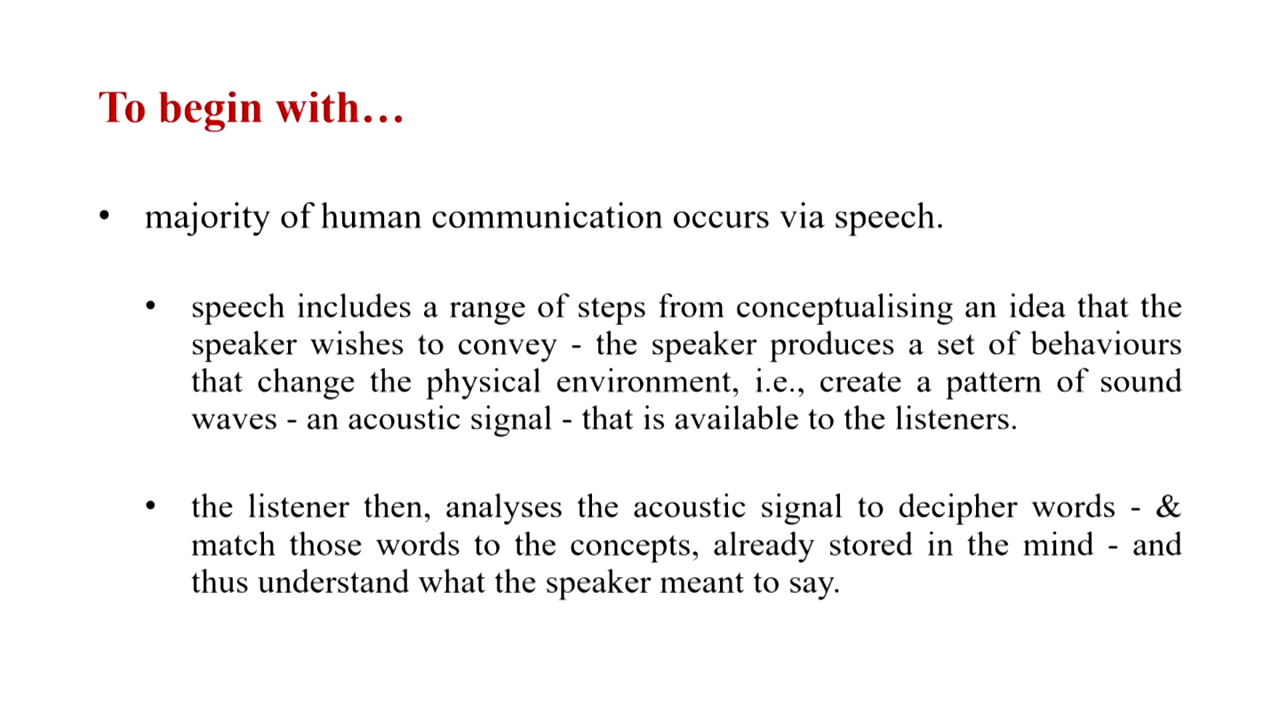 To begin with…
• majority of human communication occurs via speech.
• speech includes a range of steps from conceptualising an idea that the
speaker wishes to convey - the speaker produces a set of behaviours
that change the physical environment, i.e., create a pattern of sound
waves - an acoustic signal - that is available to the listeners.
• the listener then, analyses the acoustic signal to decipher words - &
match those words to the concepts, already stored in the mind - and
thus understand what the speaker meant to say.